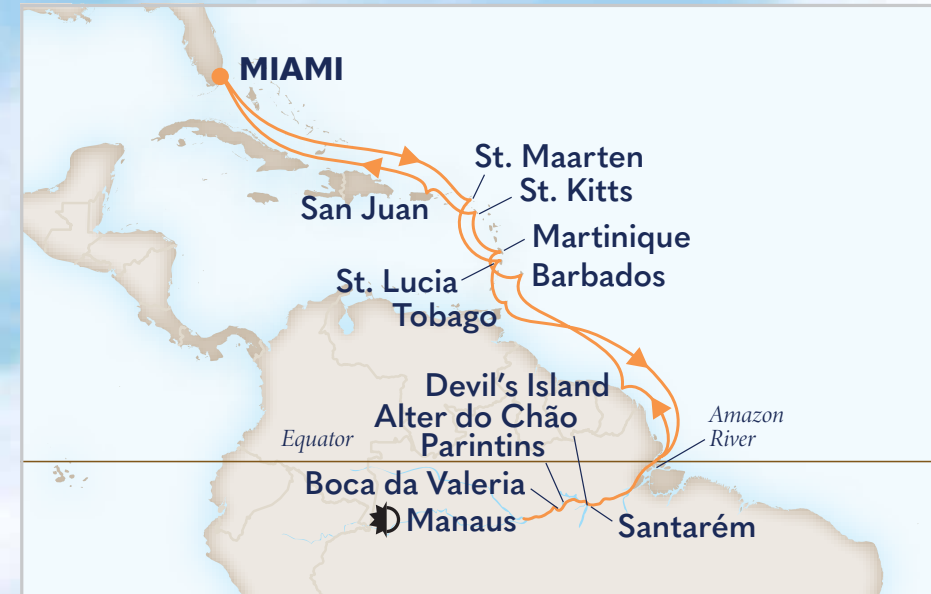 MIAMI
St. Maarten
St. Kitts
San Juan
Martinique
St. Lucia
Barbados
Tobago
Devil's Island
Alter do Chão
Amazon
River
Parintins
Equator
Boca da Valeria
Manaus
Santarém